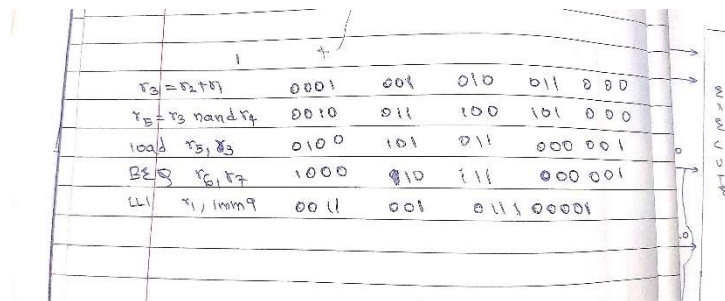 r3 = r2+r1 0001 001 010 011 000
r5 = r3 nand r4 0010 011 100 101 000
load r5, r3 0100 101 011 000 001
BEQ r6, r7 1000 110 111 000 001
LLI r1, imm9 0011 001 0111 00001
EXECUTE